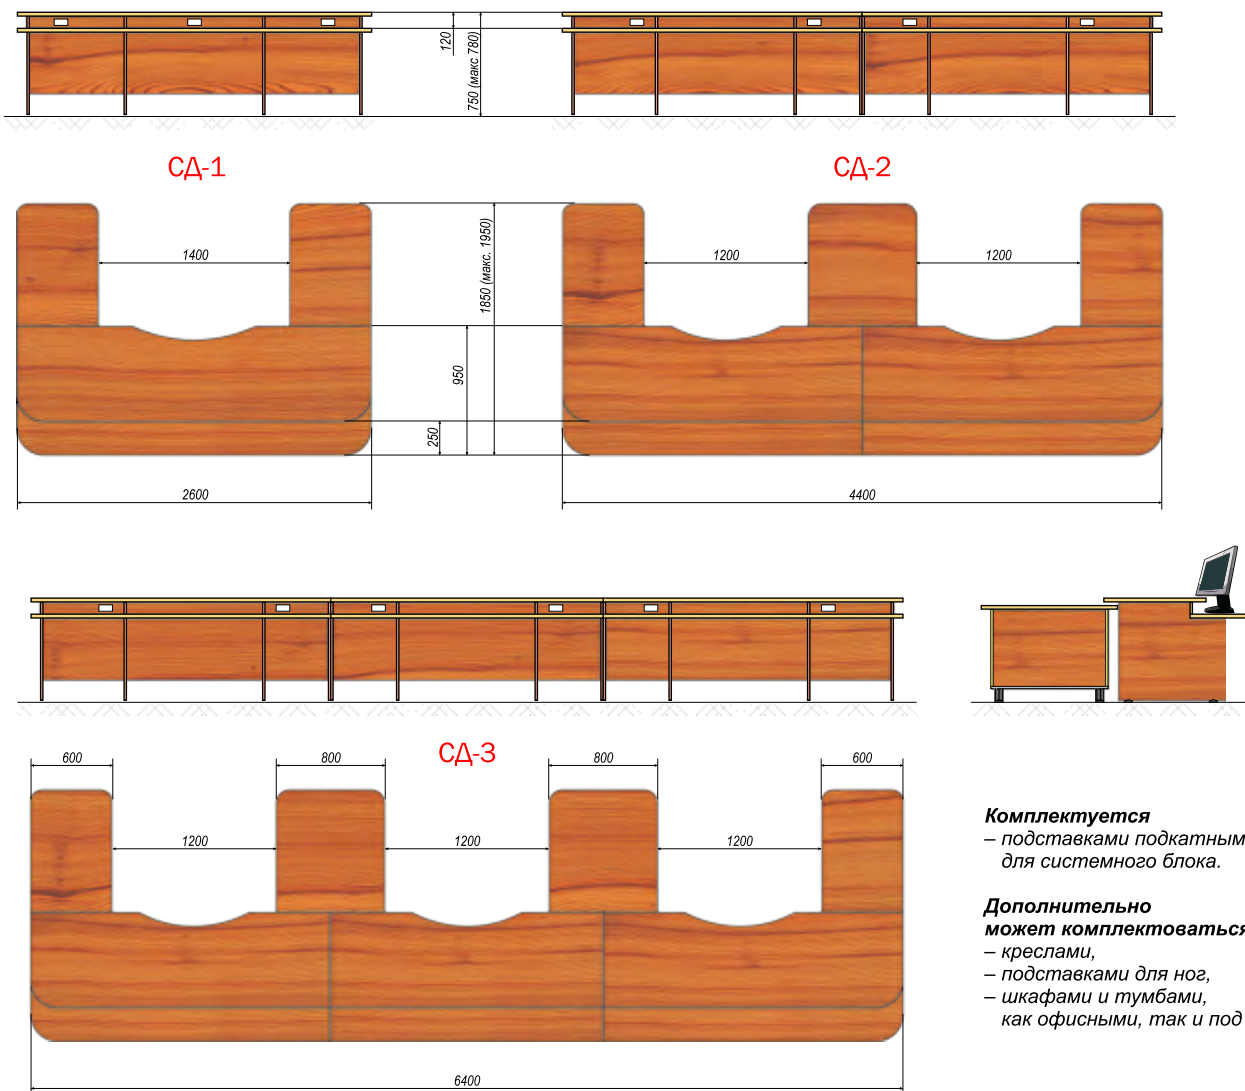 120
750 (макс 780)
СД-1
СД-2
1400
1850 (макс. 1950)
1200
1200
950
250
2600
4400
СД-3
600
800
800
600
1200
1200
1200
6400
Комплектуется
– подставками подкатным
для системного блока.
Дополнительно
может комплектоваться
– креслами,
– подставками для ног,
– шкафами и тумбами,
как офисными, так и под